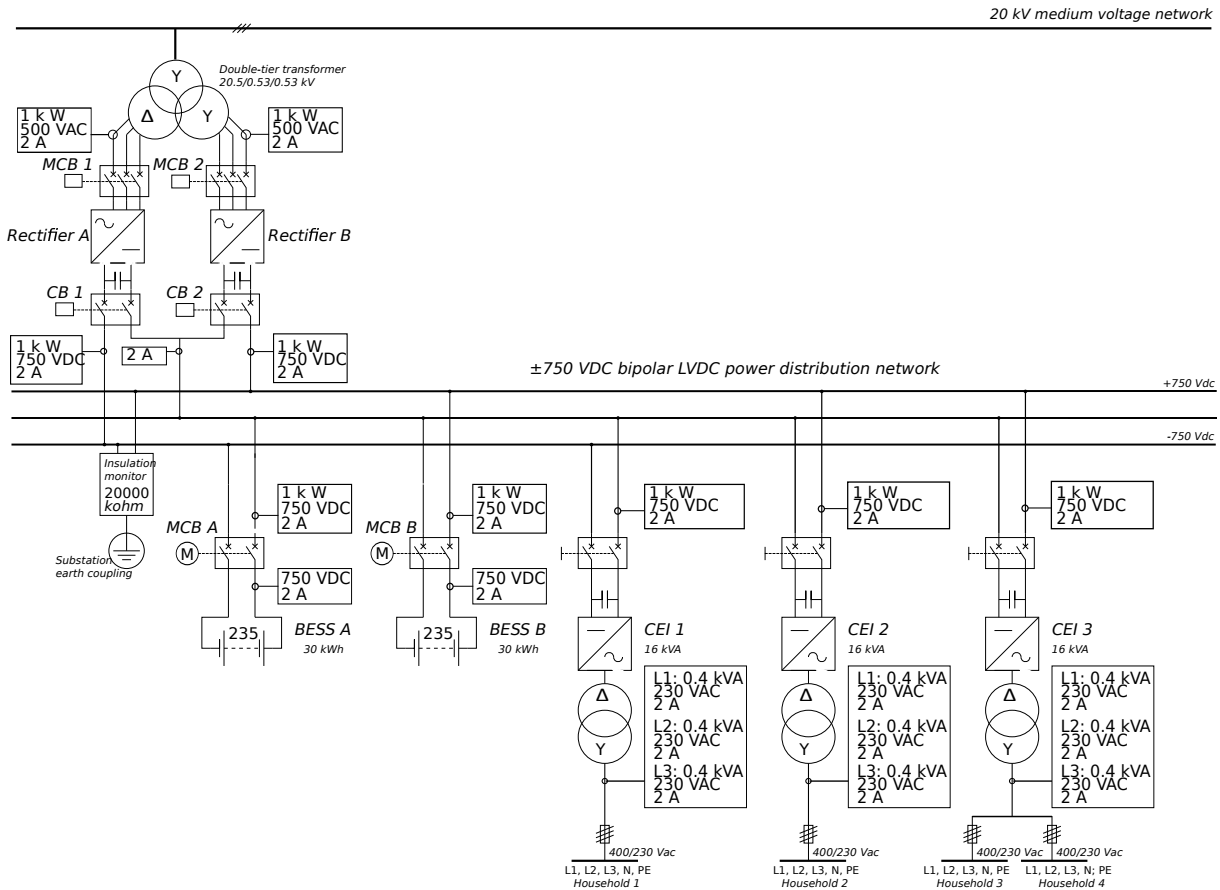 20 kV medium voltage network
Double-tier transformer
20.5/0.53/0.53 kV
Y
Δ
Y
1 k W
500 VAC
2 A
1 k W
500 VAC
2 A
MCB 1
MCB 2
Rectifier A
Rectifier B
CB 1
CB 2
1 k W
750 VDC
2 A
2 A
1 k W
750 VDC
2 A
±750 VDC bipolar LVDC power distribution network
+750 Vdc
-750 Vdc
Insulation
monitor
20000
kohm
Substation
earth coupling
1 k W
750 VDC
2 A
MCB A
M
750 VDC
2 A
235
BESS A
30 kWh
1 k W
750 VDC
2 A
MCB B
M
750 VDC
2 A
235
BESS B
30 kWh
1 k W
750 VDC
2 A
CEI 1
16 kVA
Δ
Y
L1: 0.4 kVA
230 VAC
2 A
L2: 0.4 kVA
230 VAC
2 A
L3: 0.4 kVA
230 VAC
2 A
400/230 Vac
L1, L2, L3, N, PE
Household 1
1 k W
750 VDC
2 A
CEI 2
16 kVA
Δ
Y
L1: 0.4 kVA
230 VAC
2 A
L2: 0.4 kVA
230 VAC
2 A
L3: 0.4 kVA
230 VAC
2 A
400/230 Vac
L1, L2, L3, N, PE
Household 2
1 k W
750 VDC
2 A
CEI 3
16 kVA
Δ
Y
L1: 0.4 kVA
230 VAC
2 A
L2: 0.4 kVA
230 VAC
2 A
L3: 0.4 kVA
230 VAC
2 A
400/230 Vac
L1, L2, L3, N, PE
Household 3
400/230 Vac
L1, L2, L3, N; PE
Household 4